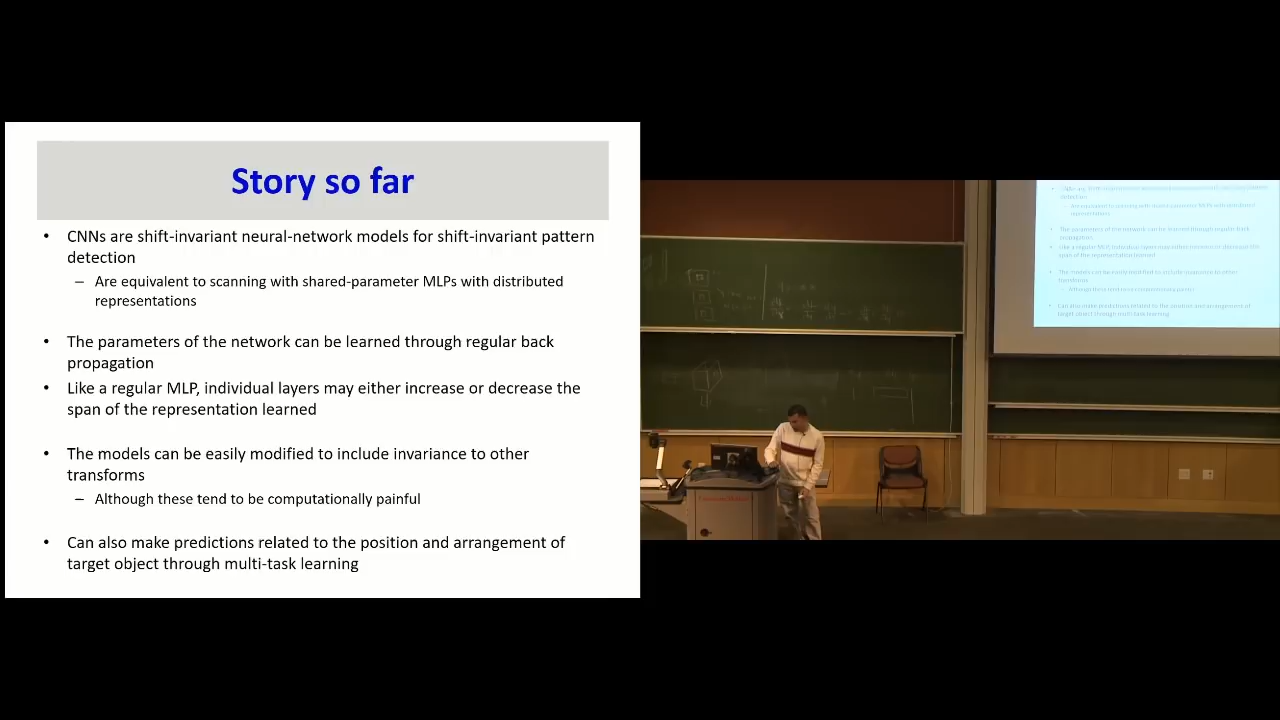 Story so far
• CNNs are shift-invariant neural-network models for shift-invariant pattern
detection
– Are equivalent to scanning with shared-parameter MLPs with distributed
representations
• The parameters of the network can be learned through regular back
propagation
• Like a regular MLP, individual layers may either increase or decrease the
span of the representation learned
• The models can be easily modified to include invariance to other
transforms
– Although these tend to be computationally painful
• Can also make predictions related to the position and arrangement of
target object through multi-task learning